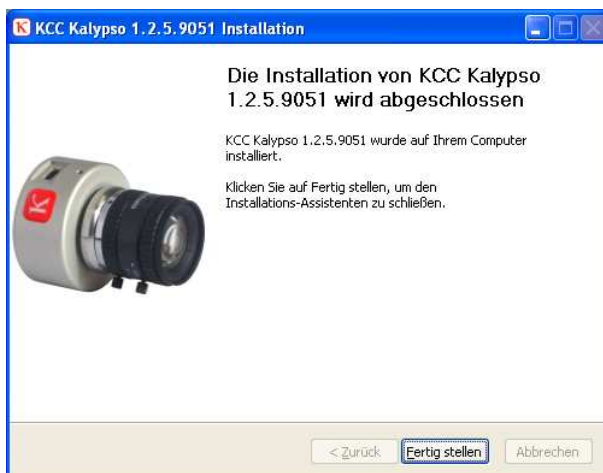 K KCC Kalypso 1.2.5.9051 Installation
Die Installation von KCC Kalypso
1.2.5.9051 wird abgeschlossen
KCC Kalypso 1.2.5.9051 wurde auf Ihrem Computer
installiert.
Klicken Sie auf Fertig stellen, um den
Installations-Assistenten zu schließen.
K
< Zurück Fertig stellen Abbrechen